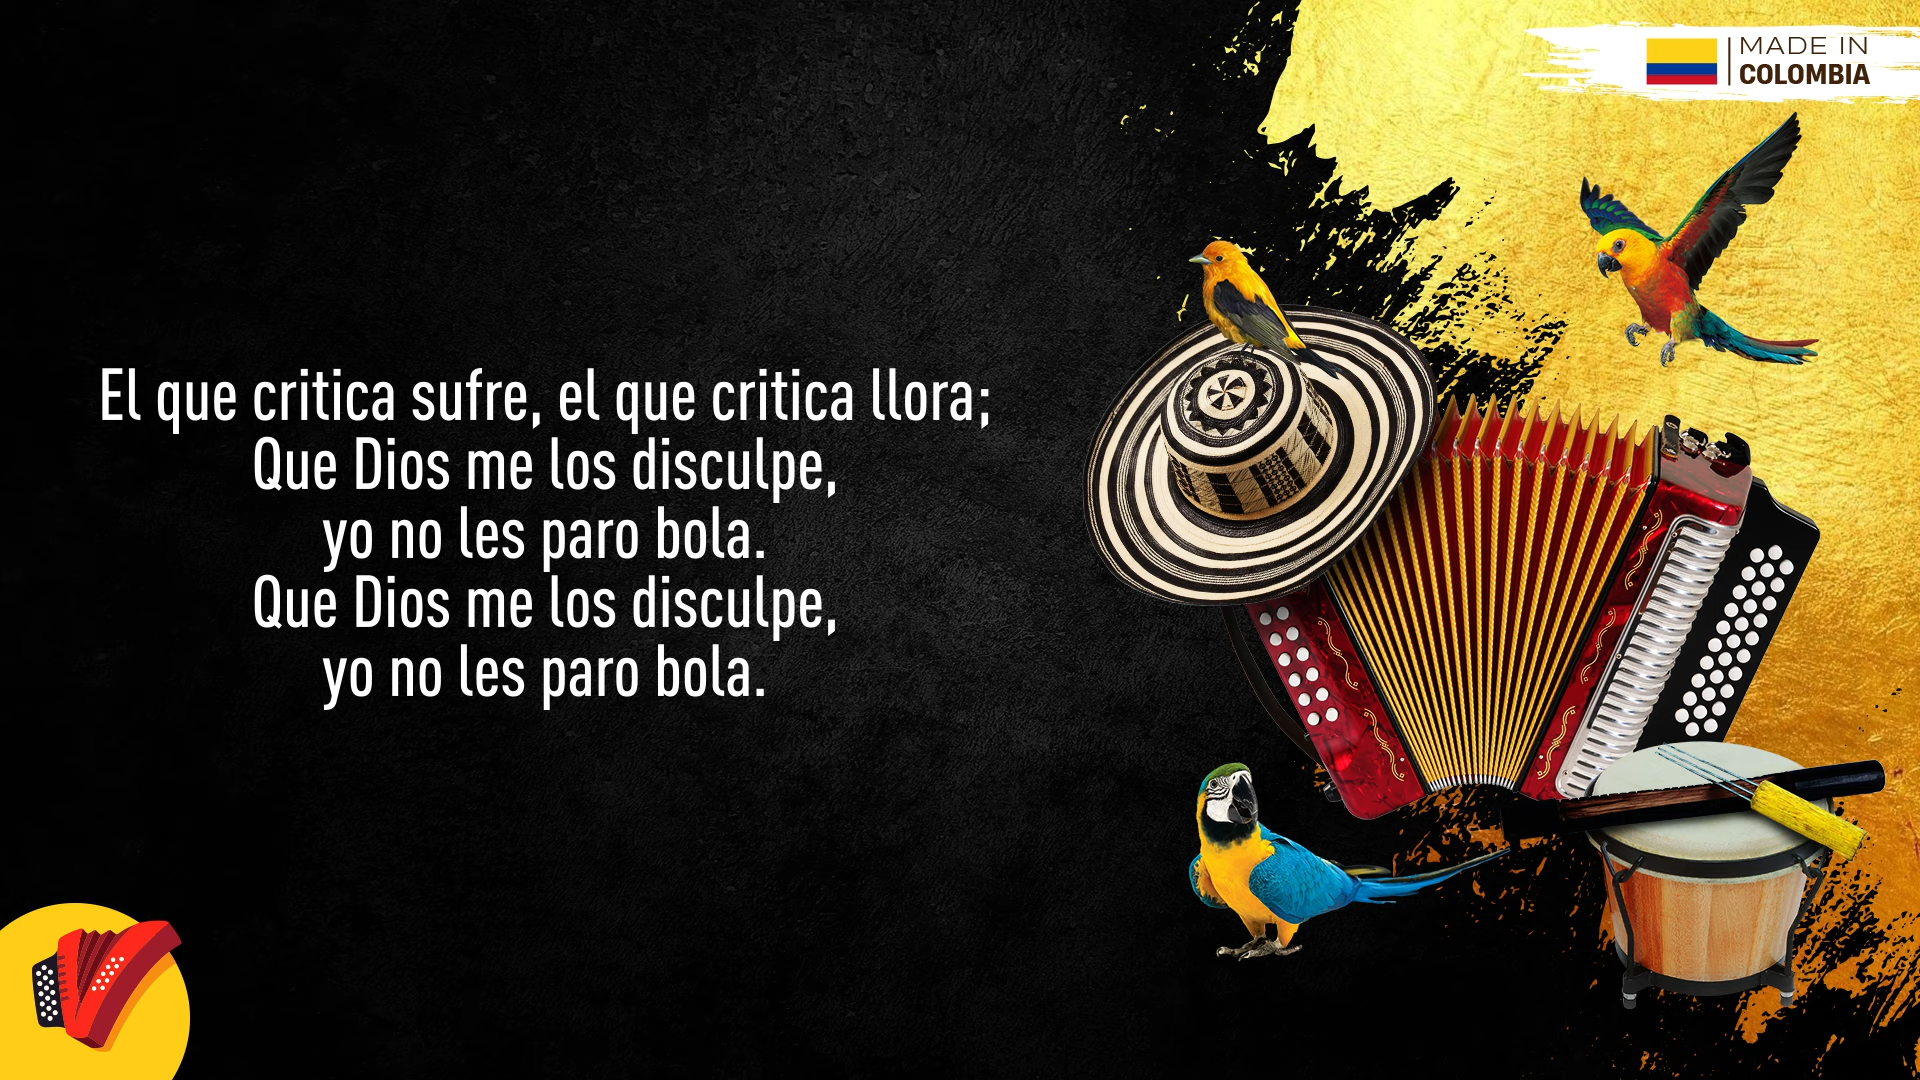 MADE IN
COLOMBIA
El que critica sufre, el que critica llora;
Que Dios me los disculpe,
yo no les paro bola.
Que Dios me los disculpe,
yo no les paro bola.